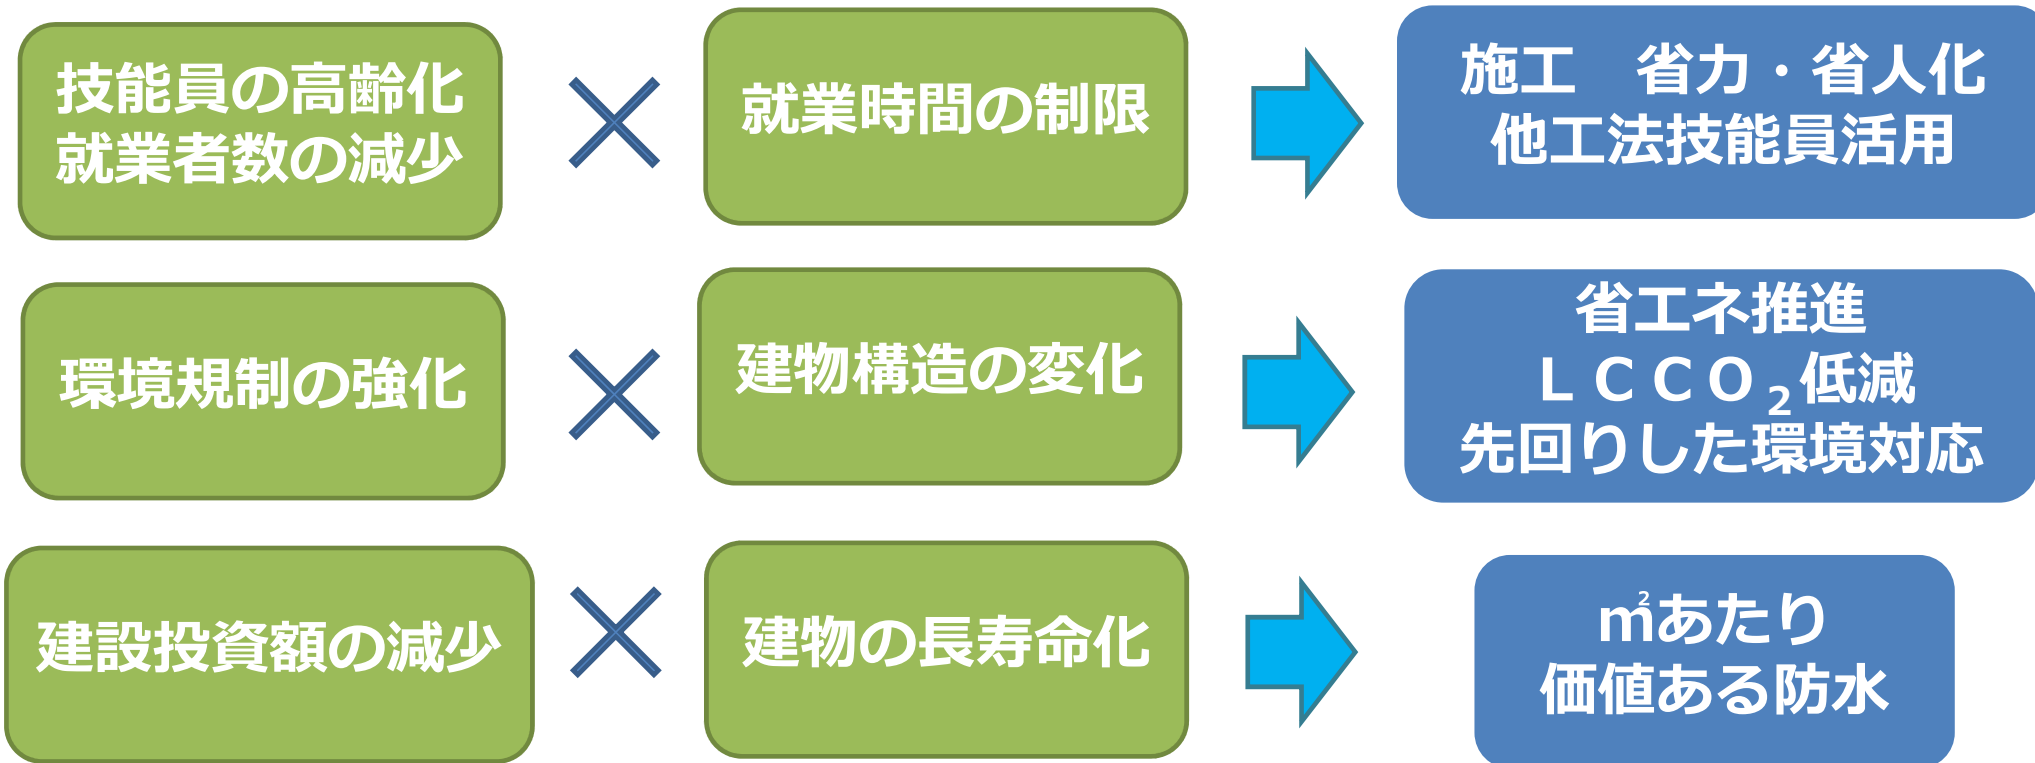 技能員の高齢化
就業者数の減少
就業時間の制限
施工　省力・省人化
他工法技能員活用
環境規制の強化
建物構造の変化
省エネ推進
ＬＣＣＯ₂低減
先回りした環境対応
建設投資額の減少
建物の長寿命化
㎡あたり
価値ある防水